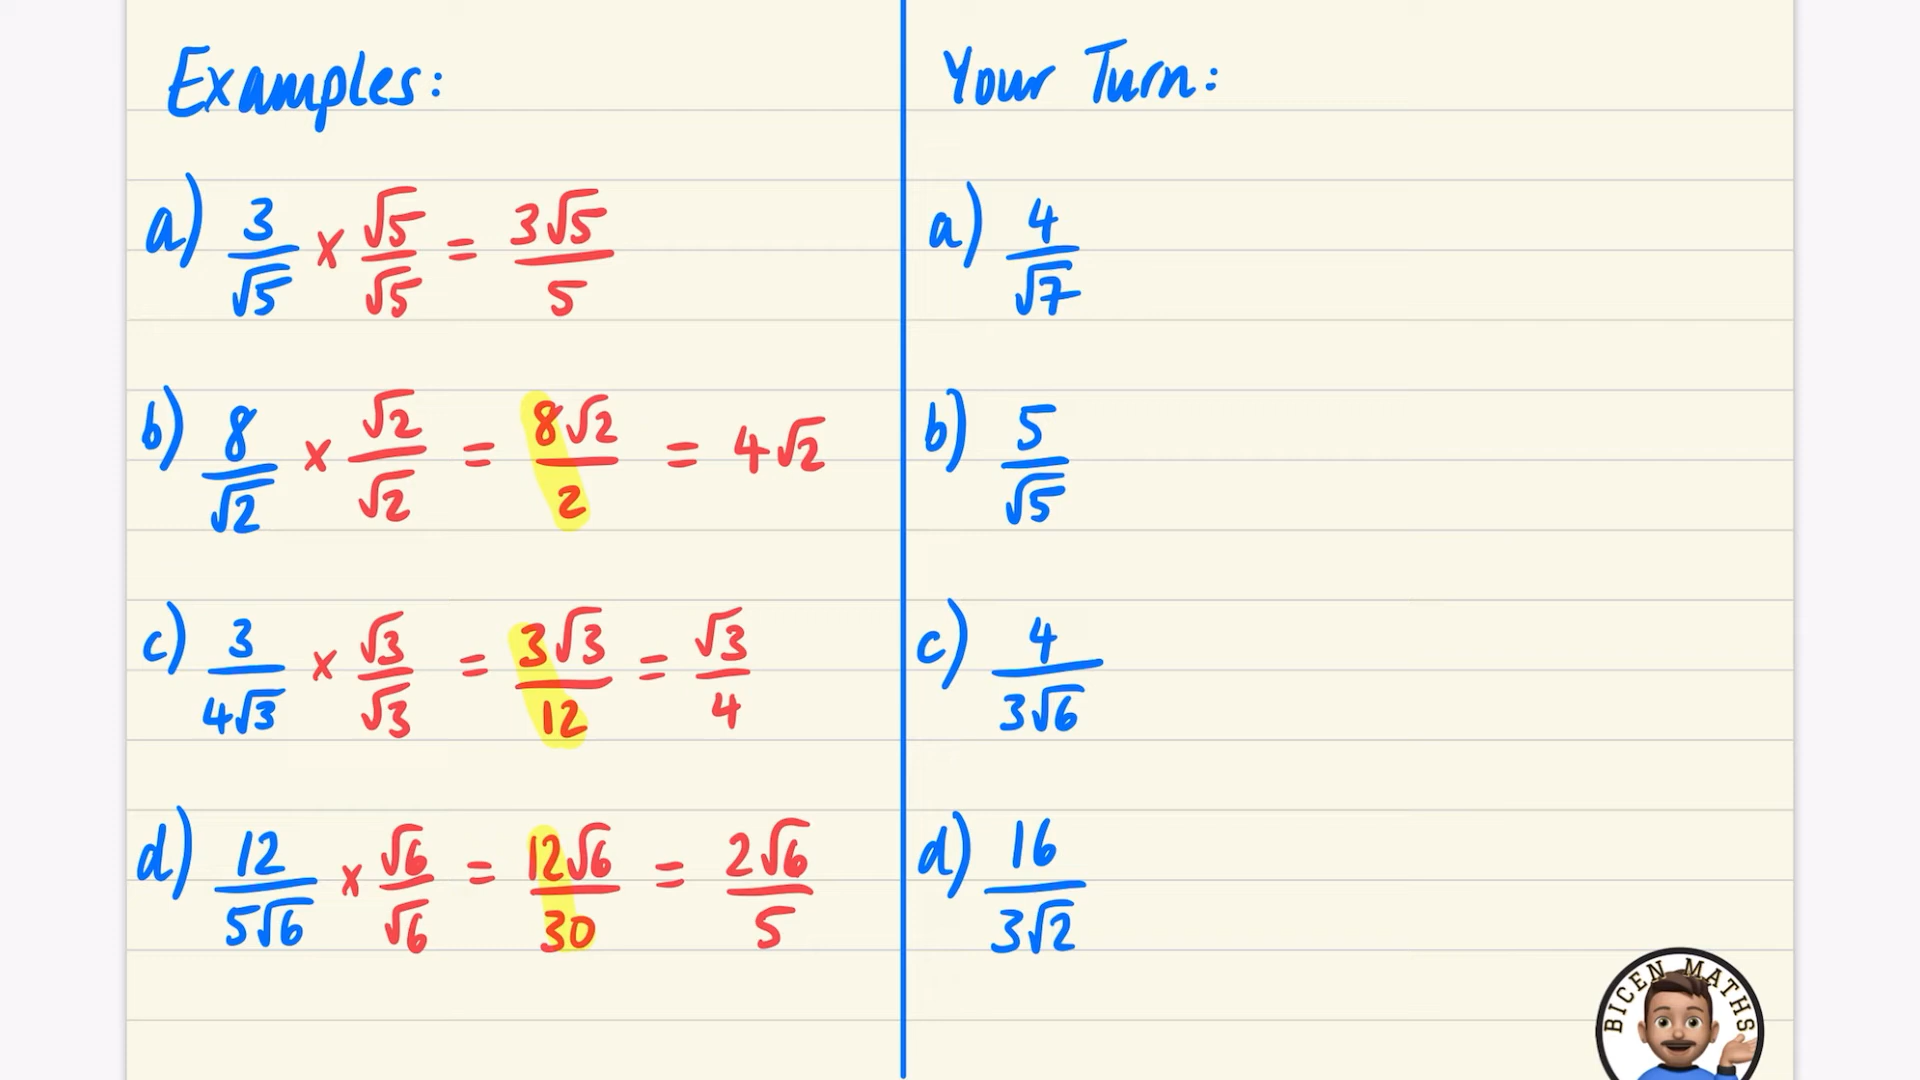 Examples:
a) 3/√5 × √5/√5 = 3√5/5
b) 8/√2 × √2/√2 = 8√2/2 = 4√2
c) 3/4√3 × √3/√3 = 3√3/12 = √3/4
d) 12/5√6 × √6/√6 = 12√6/30 = 2√6/5
Your Turn:
a) 4/√7
b) 5/√5
c) 4/3√6
d) 16/3√2
BICEN MATHS